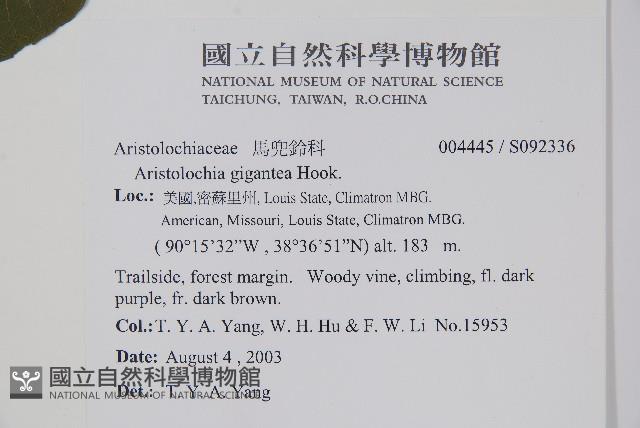 國立自然科學博物館
NATIONAL MUSEUM OF NATURAL SCIENCE
TAICHUNG, TAIWAN, R.O.CHINA
Aristolochiaceae 馬兜鈴科 004445 / S092336
Aristolochia gigantea Hook.
Loc.: 美國,密蘇里州, Louis State, Climatron MBG.
American, Missouri, Louis State, Climatron MBG.
( 90°15’32”W , 38°36’51”N) alt. 183 m.
Trailside, forest margin. Woody vine, climbing, fl. dark
purple, fr. dark brown.
Col.:T. Y. A. Yang, W. H. Hu & F. W. Li No.15953
Date: August 4 , 2003
國立自然科學博物館
NATIONAL MUSEUM OF NATURAL SCIENCE
Det.: T. Y. A. Yang